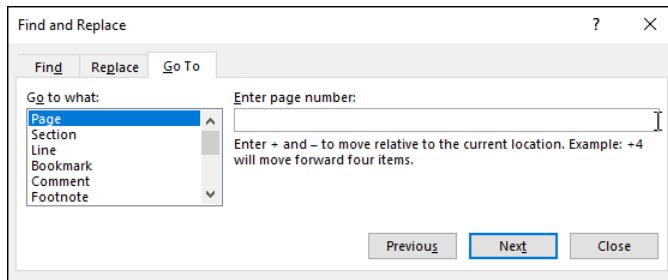 Find and Replace ?
Find Replace Go To
Go to what: Enter page number:
Page
Section
Line
Bookmark
Comment
Footnote
Enter + and – to move relative to the current location. Example: +4
will move forward four items.
Previous Next Close